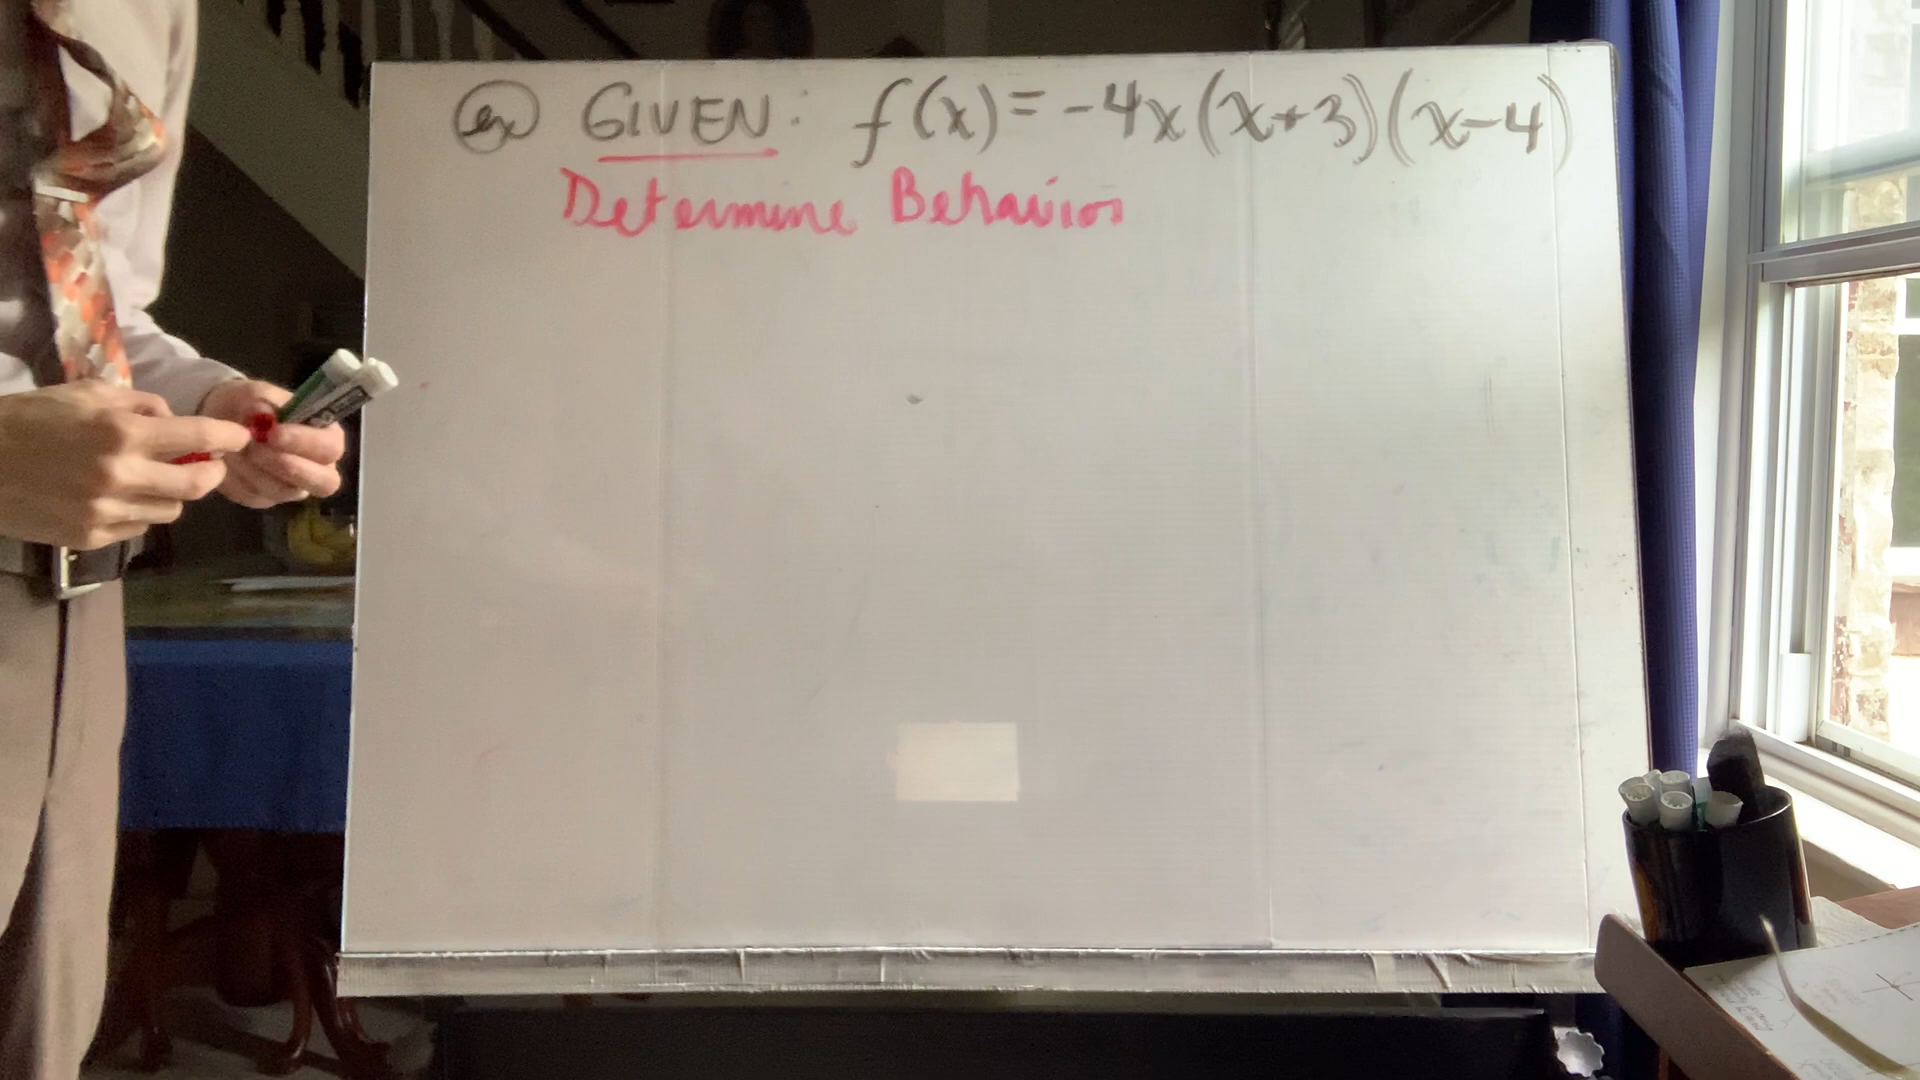 ex GIVEN: f(x) = -4x(x+3)(x-4)
Determine Behavior